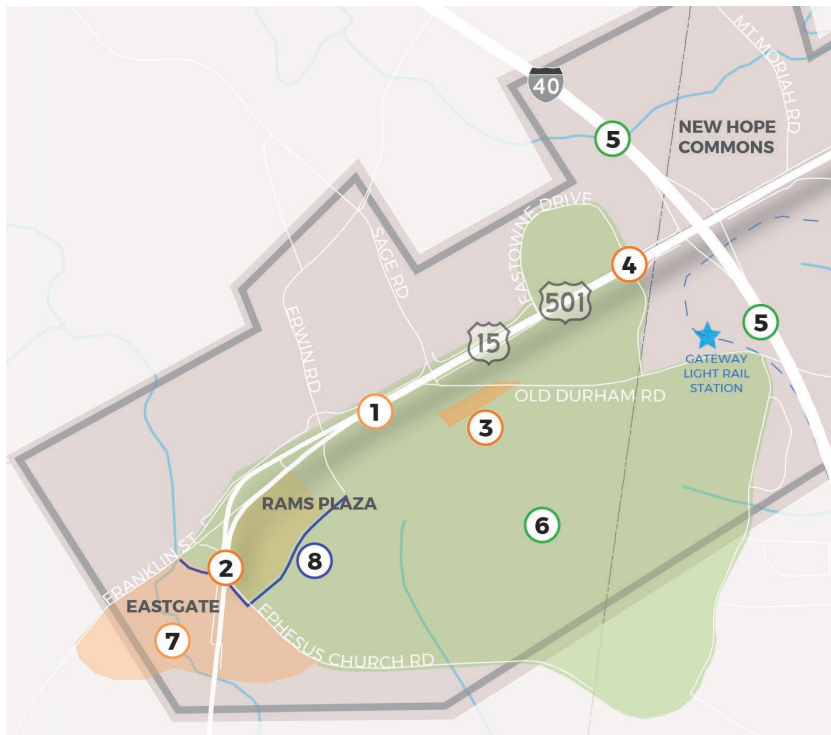 MT MORIAH RD
40
5
NEW HOPE
COMMONS
EASTOWNE DRIVE
SAGE RD
4
501
15
5
GATEWAY
LIGHT RAIL
STATION
ERWIN RD
OLD DURHAM RD
1
3
RAMS PLAZA
6
FRANKLIN ST
2
8
EASTGATE
7
EPHESUS CHURCH RD